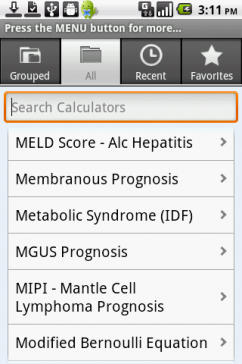 3:11 PM
Press the MENU button for more...
Grouped
All
Recent
Favorites
Search Calculators
MELD Score - Alc Hepatitis
Membranous Prognosis
Metabolic Syndrome (IDF)
MGUS Prognosis
MIPI - Mantle Cell
Lymphoma Prognosis
Modified Bernoulli Equation